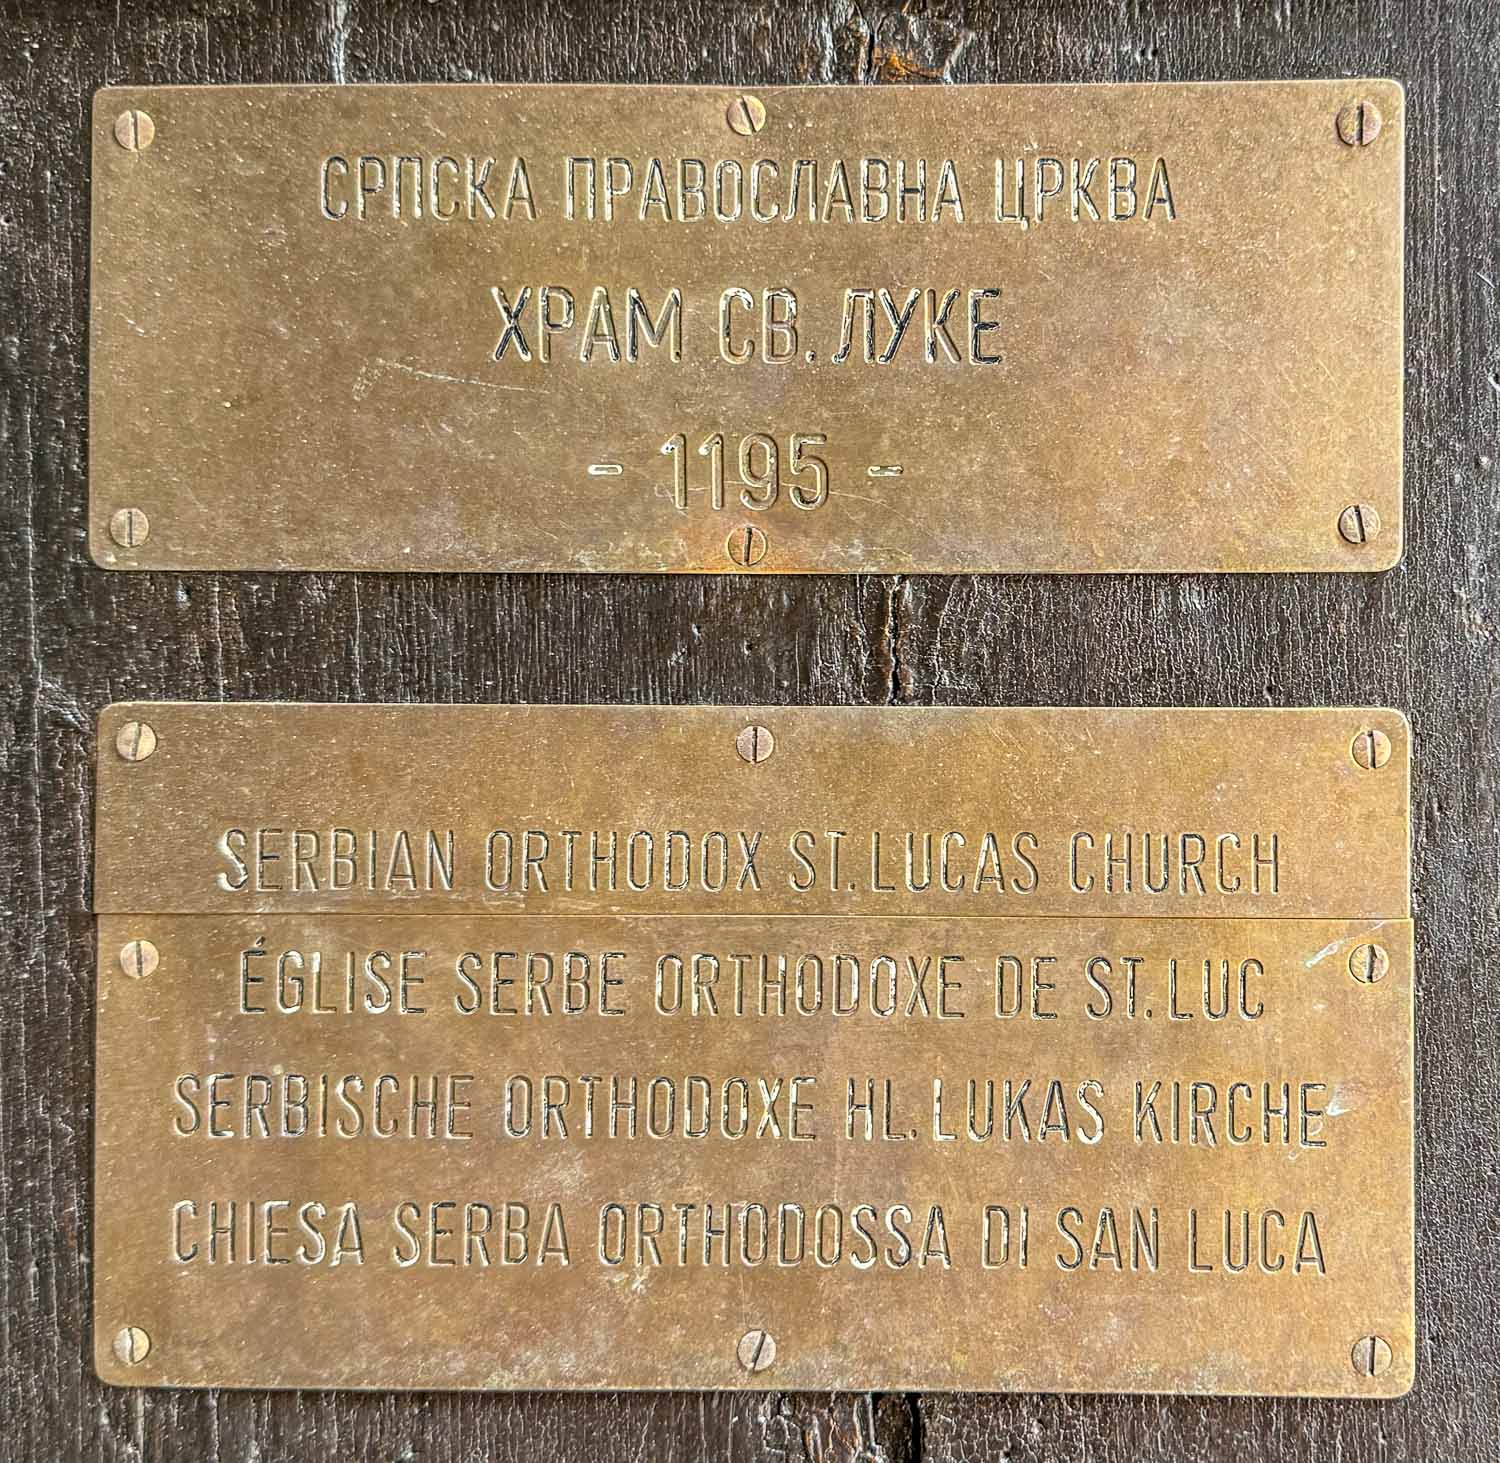 СРПСКА ПРАВОСЛАВНА ЦРКВА
ХРАМ СВ. ЛУКЕ
- 1195 -
SERBIAN ORTHODOX ST. LUCAS CHURCH
ÉGLISE SERBE ORTHODOXE DE ST. LUC
SERBISCHE ORTHODOXE HL. LUKAS KIRCHE
CHIESA SERBA ORTHODOSSA DI SAN LUCA